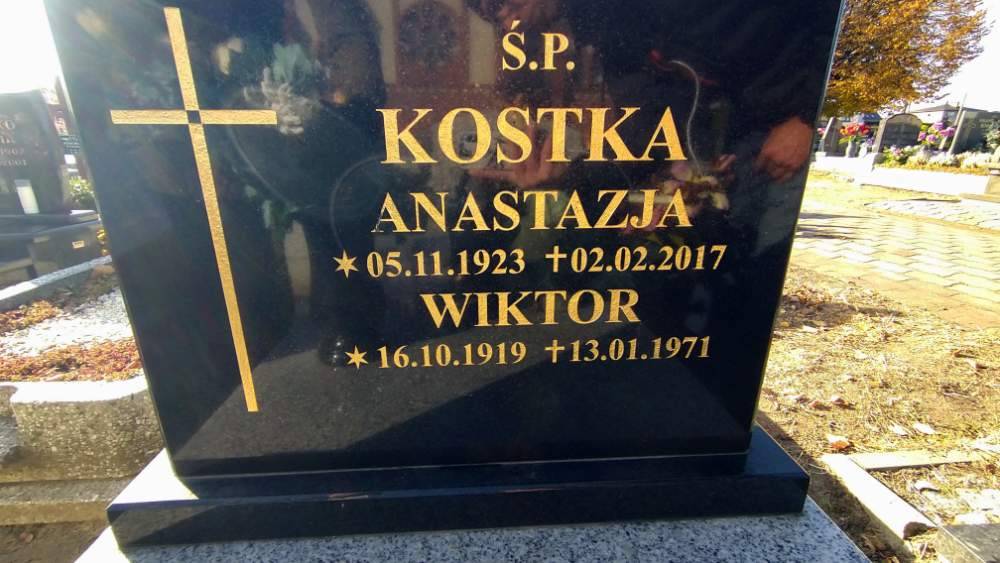 Ś.P.
KOSTKA
ANASTAZJA
✶ 05.11.1923 ✝ 02.02.2017
WIKTOR
✶ 16.10.1919 ✝ 13.01.1971